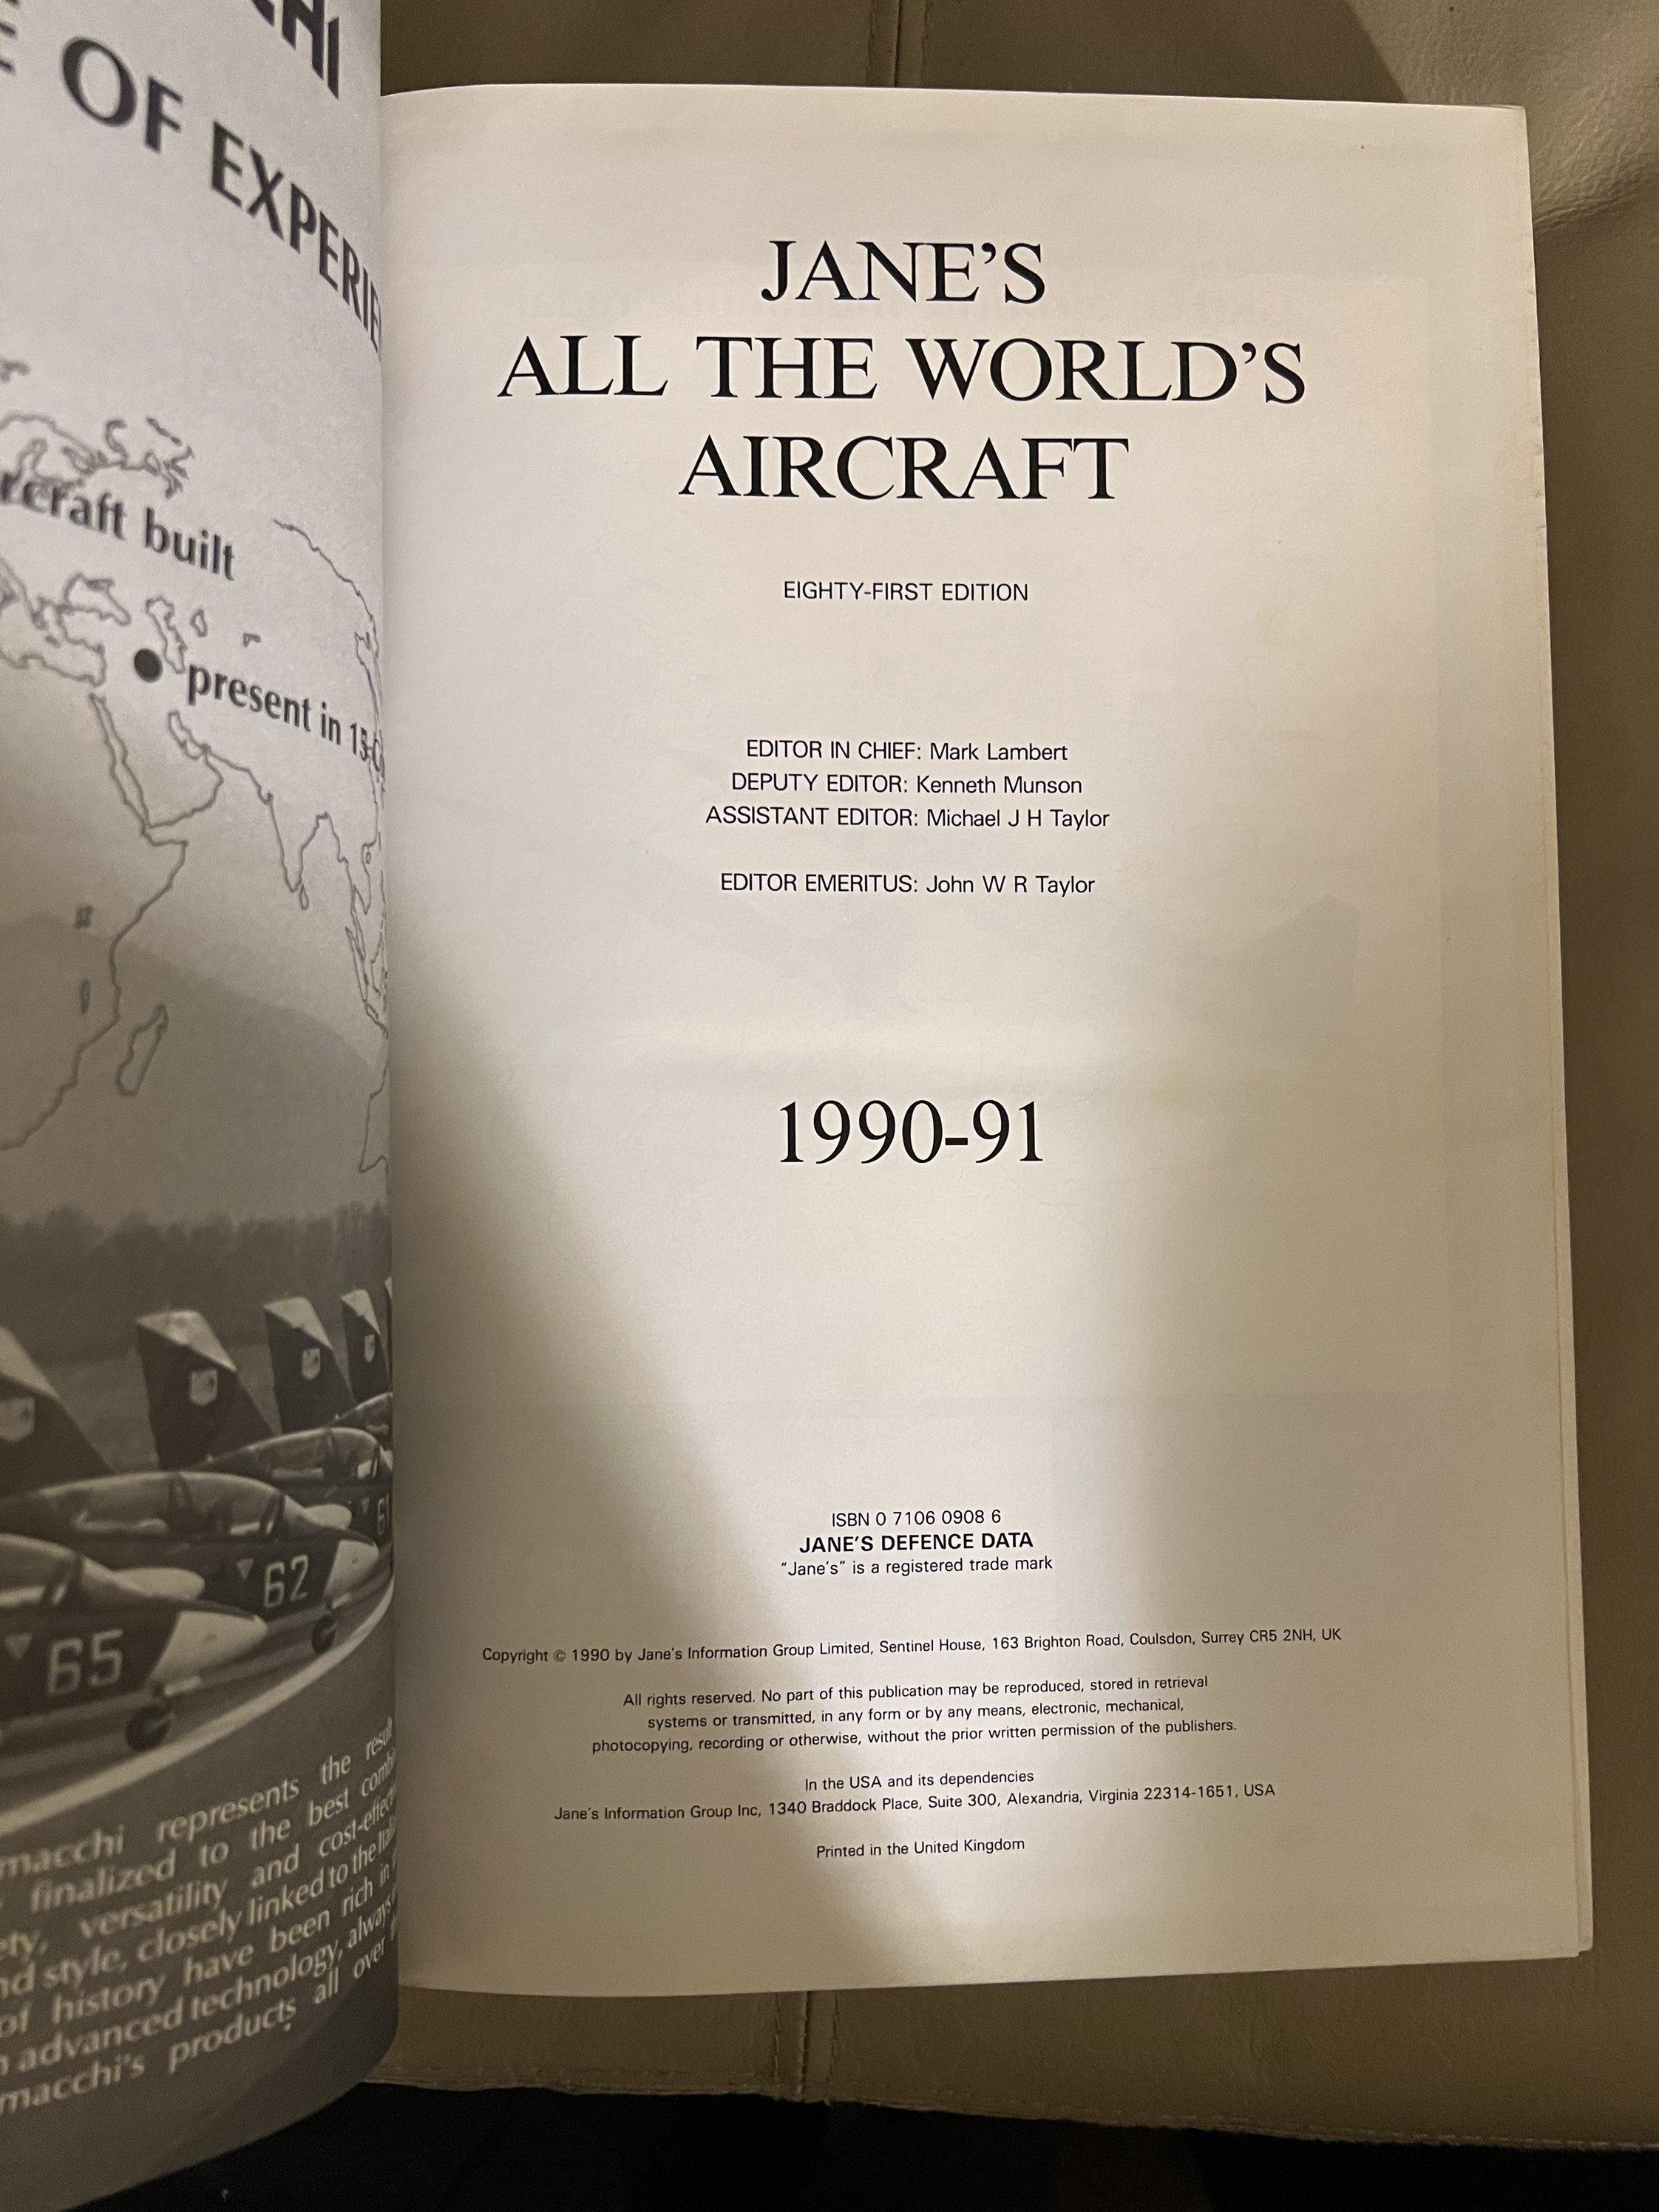 OF EXPERIE
rcraft built
present in 15
62
65
61
macchi represents the
finalized to the best
versatility and
nd style, closely linked to the
of history have been rich in
advanced technology, always
macchi's products all over
JANE'S
ALL THE WORLD'S
AIRCRAFT
EIGHTY-FIRST EDITION
EDITOR IN CHIEF: Mark Lambert
DEPUTY EDITOR: Kenneth Munson
ASSISTANT EDITOR: Michael J H Taylor
EDITOR EMERITUS: John W R Taylor
1990-91
ISBN 0 7106 0908 6
JANE'S DEFENCE DATA
"Jane's" is a registered trade mark
Copyright © 1990 by Jane's Information Group Limited, Sentinel House, 163 Brighton Road, Coulsdon, Surrey CR5 2NH, UK
All rights reserved. No part of this publication may be reproduced, stored in retrieval
systems or transmitted, in any form or by any means, electronic, mechanical,
photocopying, recording or otherwise, without the prior written permission of the publishers.
In the USA and its dependencies
Jane's Information Group Inc, 1340 Braddock Place, Suite 300, Alexandria, Virginia 22314-1651, USA
Printed in the United Kingdom